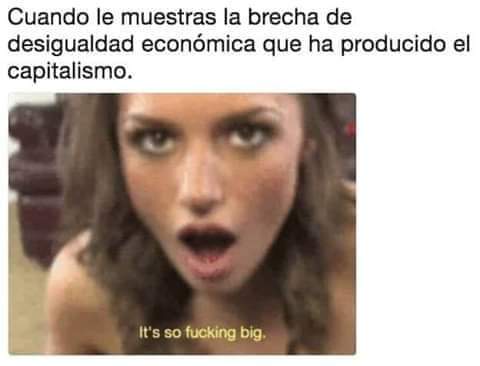 Cuando le muestras la brecha de
desigualdad económica que ha producido el
capitalismo.
It's so fucking big.